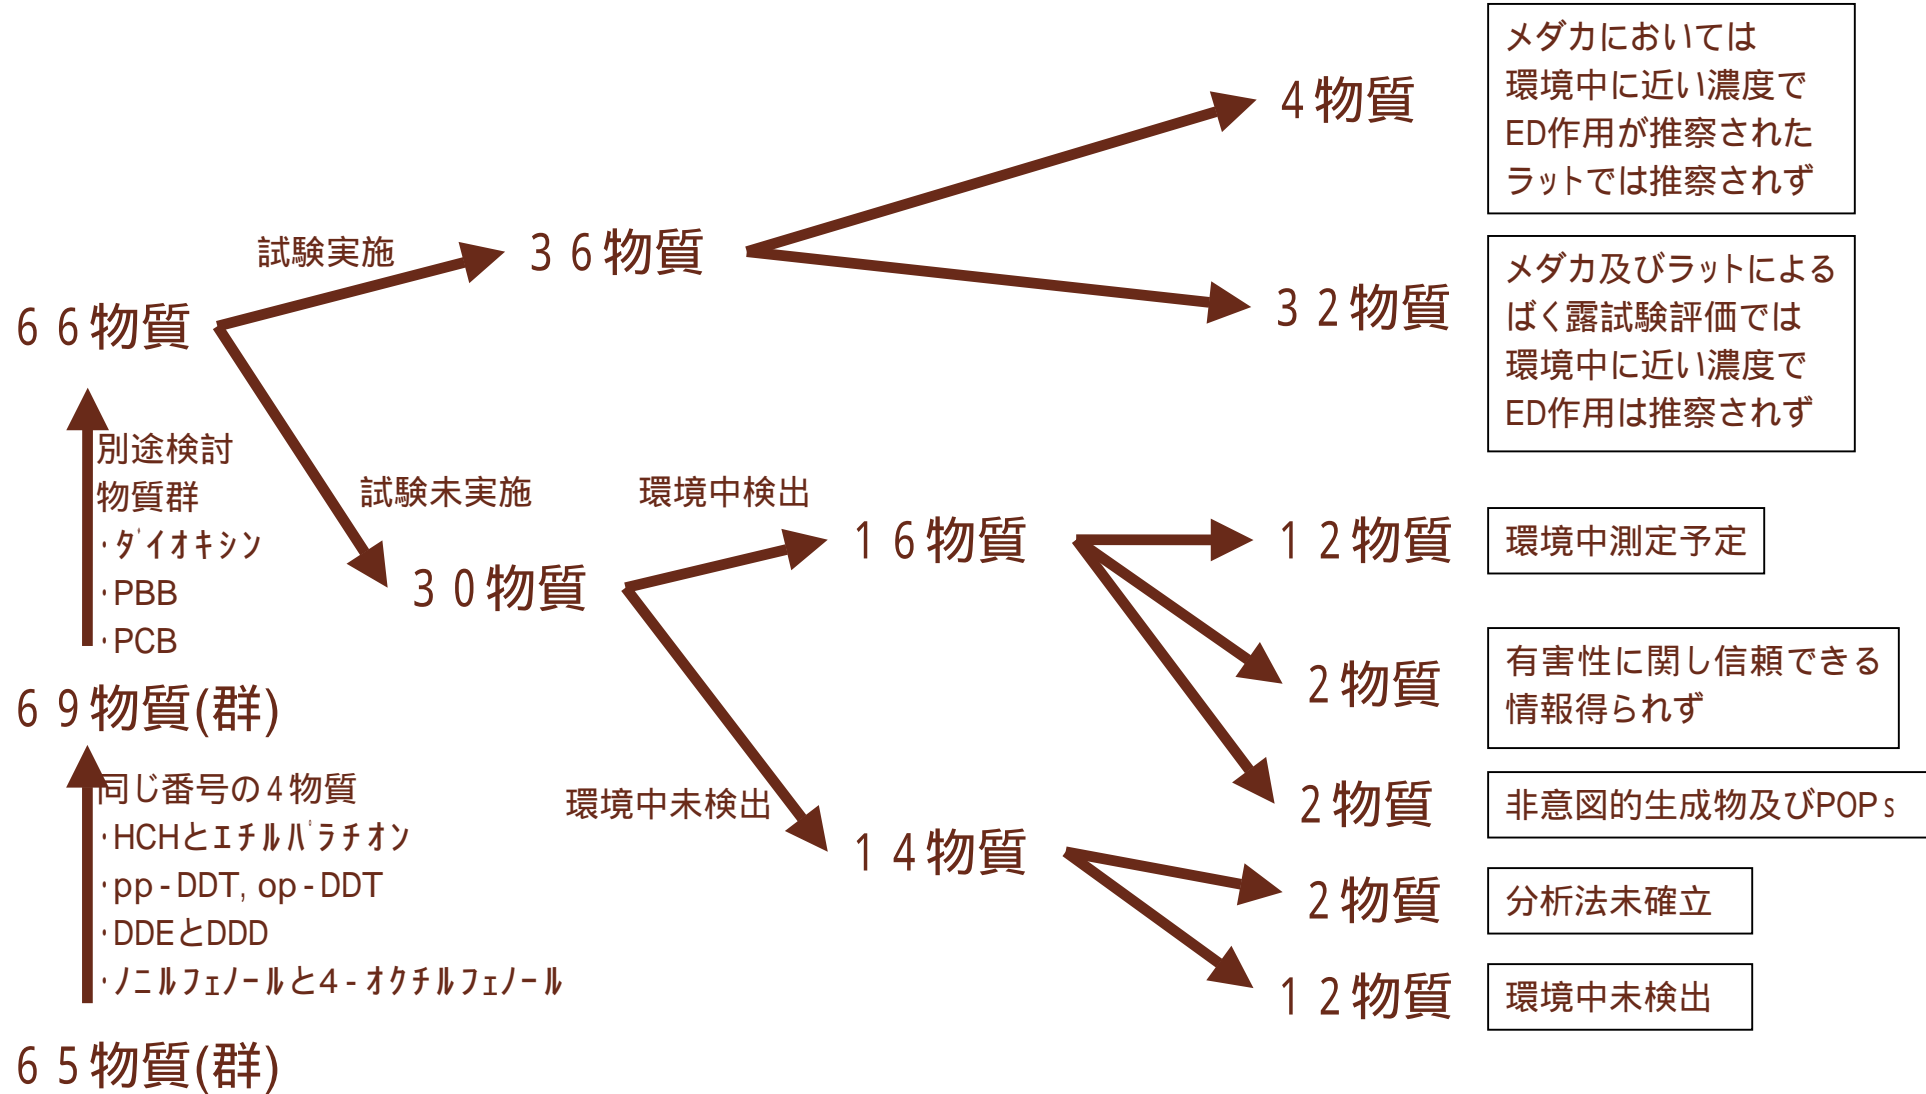 メダカにおいては
環境中に近い濃度で
ED作用が推察された
ラットでは推察されず
4物質
試験実施
36物質
メダカ及びラットによる
ばく露試験評価では
環境中に近い濃度で
ED作用は推察されず
32物質
66物質
別途検討
物質群
・ダイオキシン
・PBB
・PCB
試験未実施
環境中検出
16物質
12物質
環境中測定予定
30物質
2物質
有害性に関し信頼できる
情報得られず
69物質(群)
同じ番号の4物質
・HCHとエチルパラチオン
・pp-DDT, op-DDT
・DDEとDDD
・ノニルフェノールと4-オクチルフェノール
環境中未検出
2物質
非意図的生成物及びPOPs
14物質
2物質
分析法未確立
12物質
環境中未検出
65物質(群)